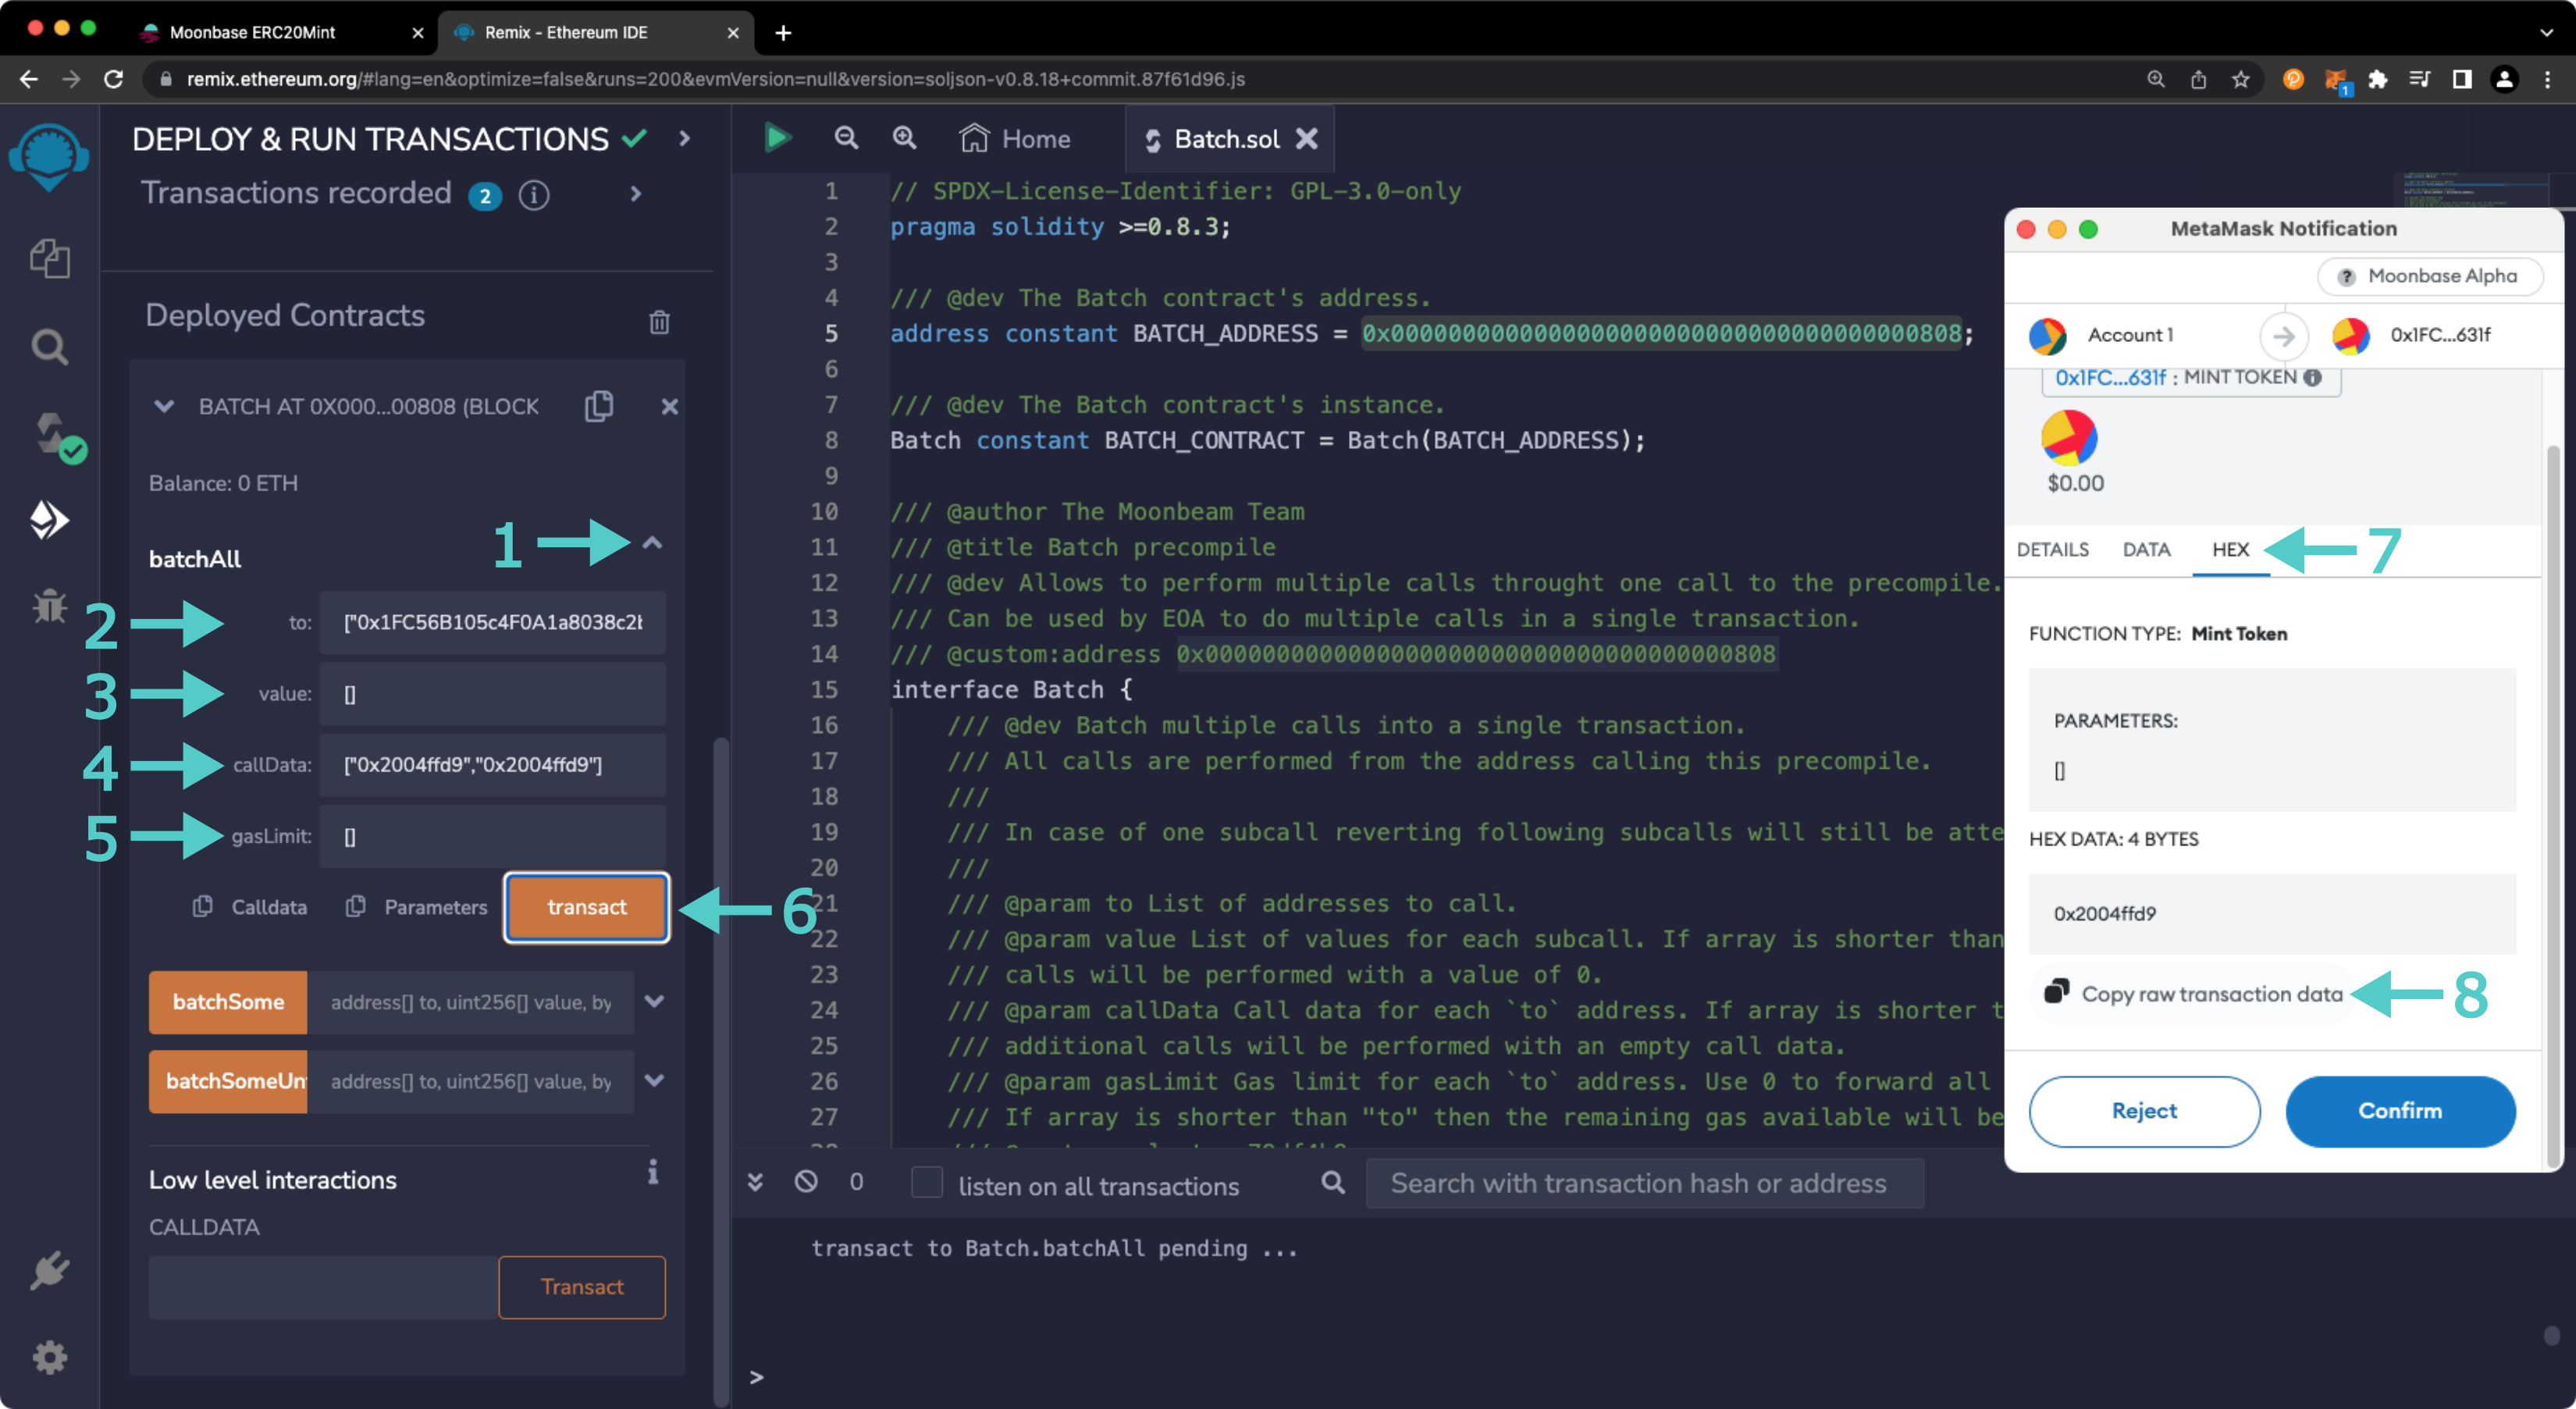 Moonbase ERC20Mint
Remix - Ethereum IDE
remix.ethereum.org/#lang=en&optimize=false&runs=200&evmVersion=null&version=soljson-v0.8.18+commit.87f61d96.js
1
DEPLOY & RUN TRANSACTIONS
Transactions recorded 2 i
Deployed Contracts
BATCH AT 0X000...00808 (BLOCK
Balance: 0 ETH
1
batchAll
2
to: ["0x1FC56B105c4F0A1a8038c2b
3
value: []
4
callData: ["0x2004ffd9","0x2004ffd9"]
5
gasLimit: []
Calldata
Parameters
transact
6
batchSome address[] to, uint256[] value, by
batchSomeUn address[] to, uint256[] value, by
Low level interactions
i
CALLDATA
Transact
Home
Batch.sol
1 // SPDX-License-Identifier: GPL-3.0-only
2 pragma solidity >=0.8.3;
3
4 /// @dev The Batch contract's address.
5 address constant BATCH_ADDRESS = 0x0000000000000000000000000000000000000808;
6
7 /// @dev The Batch contract's instance.
8 Batch constant BATCH_CONTRACT = Batch(BATCH_ADDRESS);
9
10 /// @author The Moonbeam Team
11 /// @title Batch precompile
12 /// @dev Allows to perform multiple calls throught one call to the precompile.
13 /// Can be used by EOA to do multiple calls in a single transaction.
14 /// @custom:address 0x0000000000000000000000000000000000000808
15 interface Batch {
16 /// @dev Batch multiple calls into a single transaction.
17 /// All calls are performed from the address calling this precompile.
18 ///
19 /// In case of one subcall reverting following subcalls will still be atte
20 ///
21 /// @param to List of addresses to call.
22 /// @param value List of values for each subcall. If array is shorter than
23 /// calls will be performed with a value of 0.
24 /// @param callData Call data for each `to` address. If array is shorter t
25 /// additional calls will be performed with an empty call data.
26 /// @param gasLimit Gas limit for each `to` address. Use 0 to forward all
27 /// If array is shorter than "to" then the remaining gas available will be
0
listen on all transactions
Search with transaction hash or address
transact to Batch.batchAll pending ...
>
MetaMask Notification
? Moonbase Alpha
Account 1
0x1FC...631f
0x1FC...631f : MINT TOKEN
$0.00
DETAILS
DATA
HEX
7
FUNCTION TYPE: Mint Token
PARAMETERS:
[]
HEX DATA: 4 BYTES
0x2004ffd9
Copy raw transaction data
8
Reject
Confirm